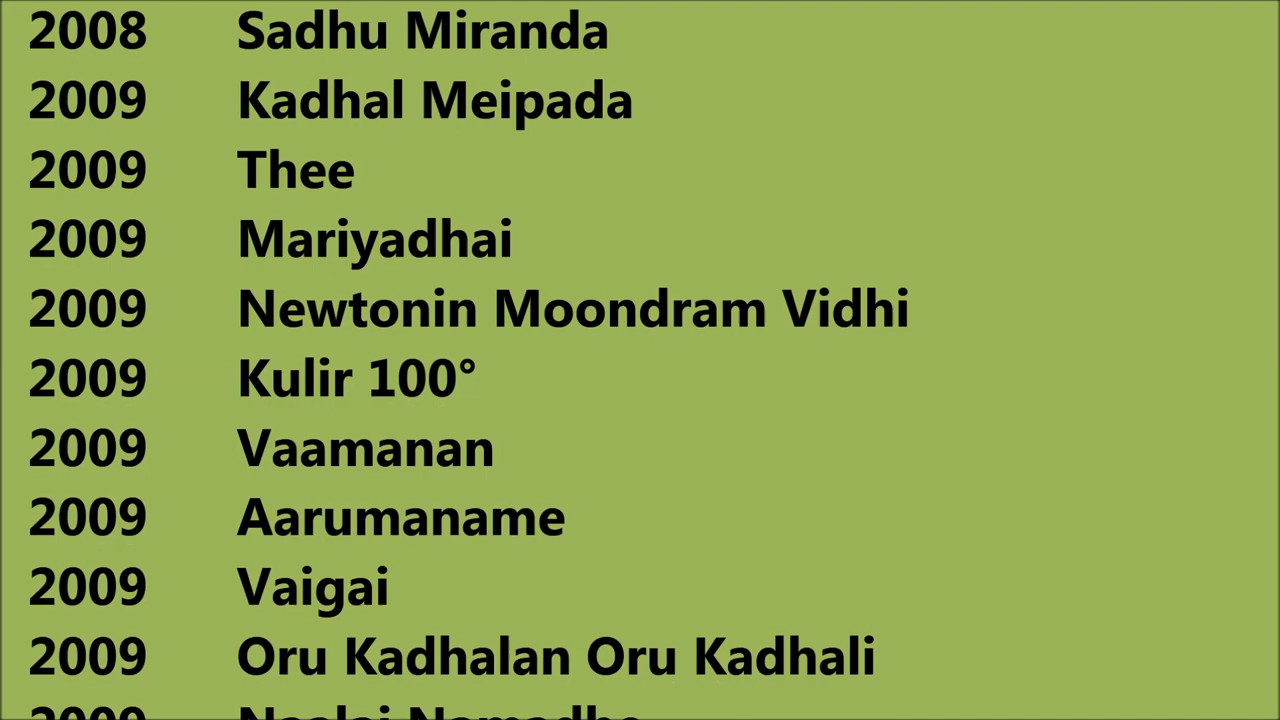 2008 Sadhu Miranda
2009 Kadhal Meipada
2009 Thee
2009 Mariyadhai
2009 Newtonin Moondram Vidhi
2009 Kulir 100°
2009 Vaamanan
2009 Aarumaname
2009 Vaigai
2009 Oru Kadhalan Oru Kadhali
2009